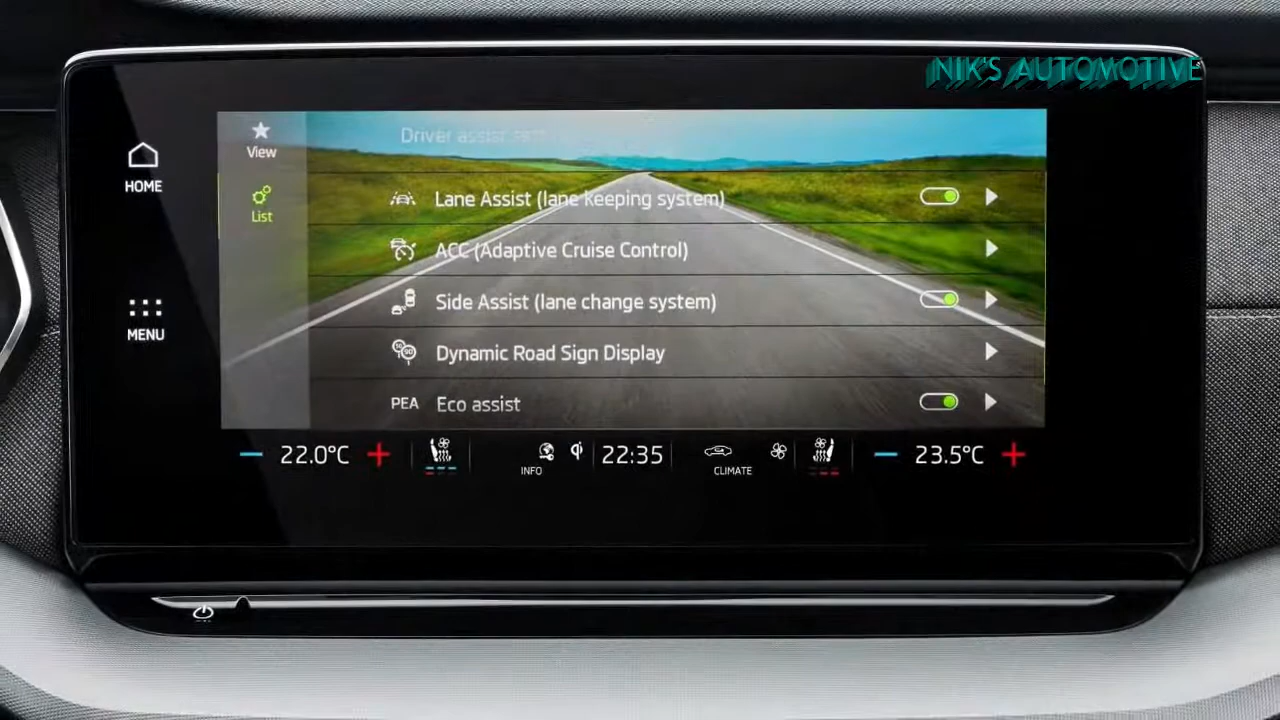 NIK'S AUTOMOTIVE
HOME
MENU
View
List
Driver assist
Lane Assist (lane keeping system)
ACC (Adaptive Cruise Control)
Side Assist (lane change system)
Dynamic Road Sign Display
PEA Eco assist
22.0°C
INFO
22:35
CLIMATE
23.5°C